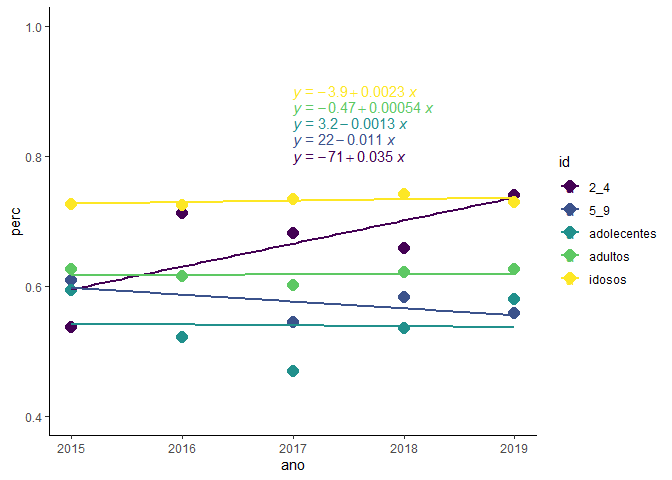 1.0
0.8
0.6
0.4
perc
y = −3.9 + 0.0023 x
y = −0.47 + 0.00054 x
y = 3.2 − 0.0013 x
y = 22 − 0.011 x
y = −71 + 0.035 x
id
2_4
5_9
adolecentes
adultos
idosos
2015 2016 2017 2018 2019
ano